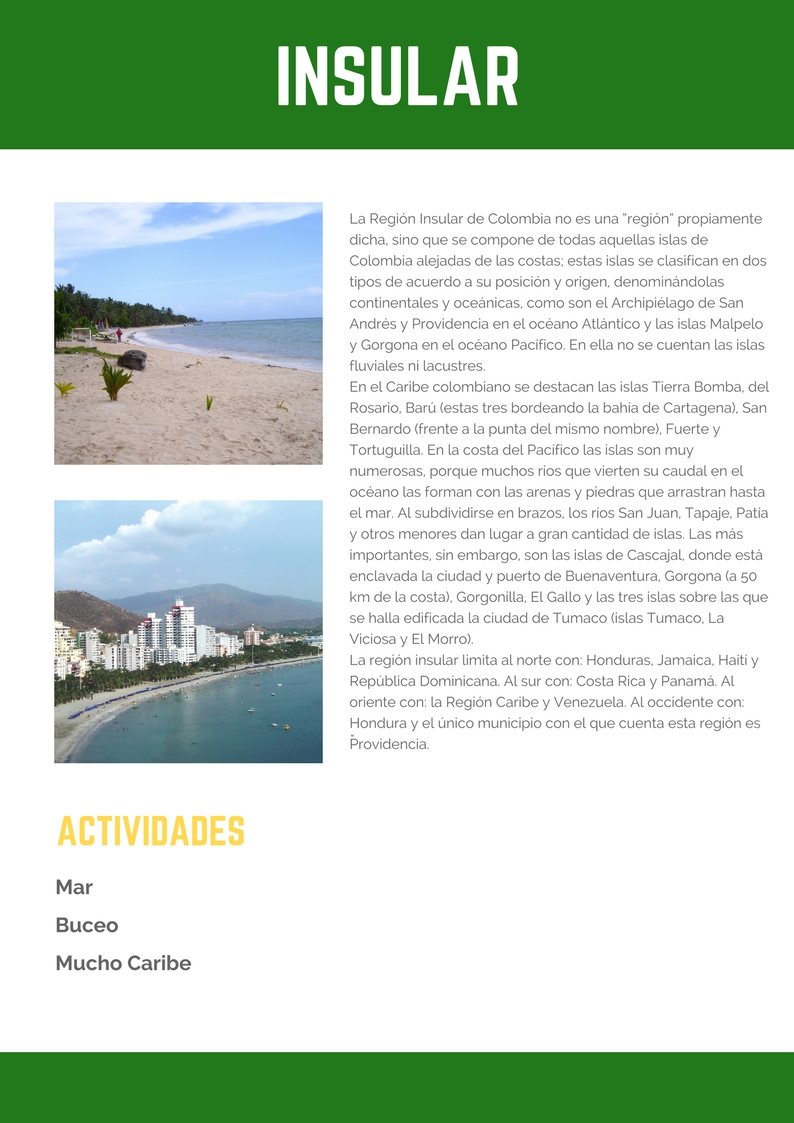 INSULAR
La Región Insular de Colombia no es una “región” propiamente
dicha, sino que se compone de todas aquellas islas de
Colombia alejadas de las costas; estas islas se clasifican en dos
tipos de acuerdo a su posición y origen, denominándolas
continentales y oceánicas, como son el Archipiélago de San
Andrés y Providencia en el océano Atlántico y las islas Malpelo
y Gorgona en el océano Pacífico. En ella no se cuentan las islas
fluviales ni lacustres.
En el Caribe colombiano se destacan las islas Tierra Bomba, del
Rosario, Barú (estas tres bordeando la bahía de Cartagena), San
Bernardo (frente a la punta del mismo nombre), Fuerte y
Tortuguilla. En la costa del Pacífico las islas son muy
numerosas, porque muchos ríos que vierten su caudal en el
océano las forman con las arenas y piedras que arrastran hasta
el mar. Al subdividirse en brazos, los ríos San Juan, Tapaje, Patía
y otros menores dan lugar a gran cantidad de islas. Las más
importantes, sin embargo, son las islas de Cascajal, donde está
enclavada la ciudad y puerto de Buenaventura, Gorgona (a 50
km de la costa), Gorgonilla, El Gallo y las tres islas sobre las que
se halla edificada la ciudad de Tumaco (islas Tumaco, La
Viciosa y El Morro).
La región insular limita al norte con: Honduras, Jamaica, Haití y
República Dominicana. Al sur con: Costa Rica y Panamá. Al
oriente con: la Región Caribe y Venezuela. Al occidente con:
Hondura y el único municipio con el que cuenta esta región es
Providencia.
ACTIVIDADES
Mar
Buceo
Mucho Caribe